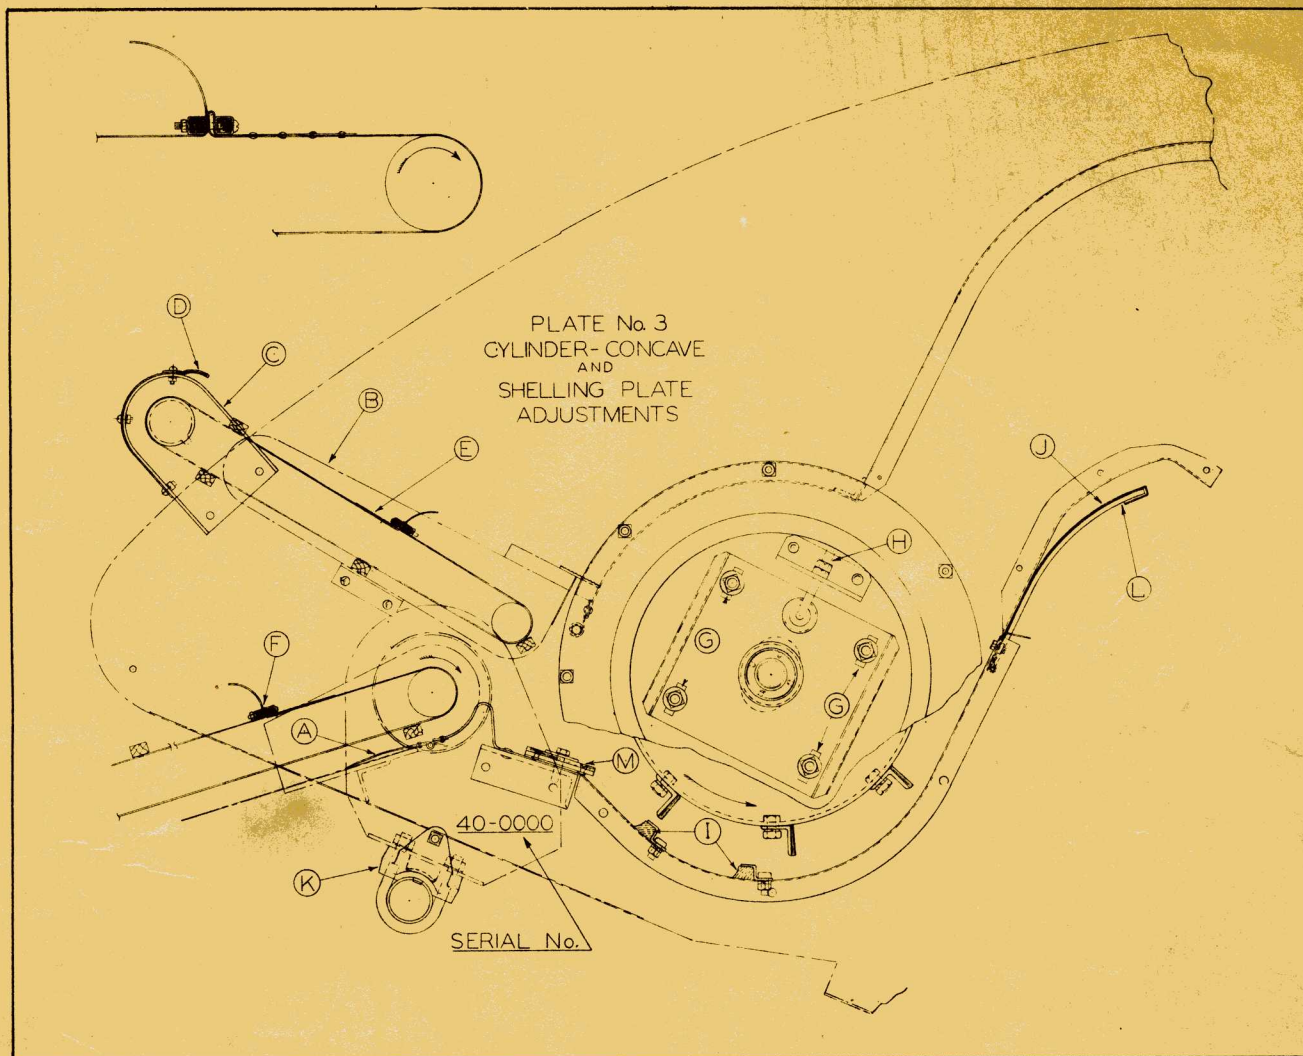 PLATE No. 3
CYLINDER-CONCAVE
AND
SHELLING PLATE
ADJUSTMENTS
D
C
B
E
J
H
L
F
G
A
G
M
I
40-0000
K
SERIAL No.